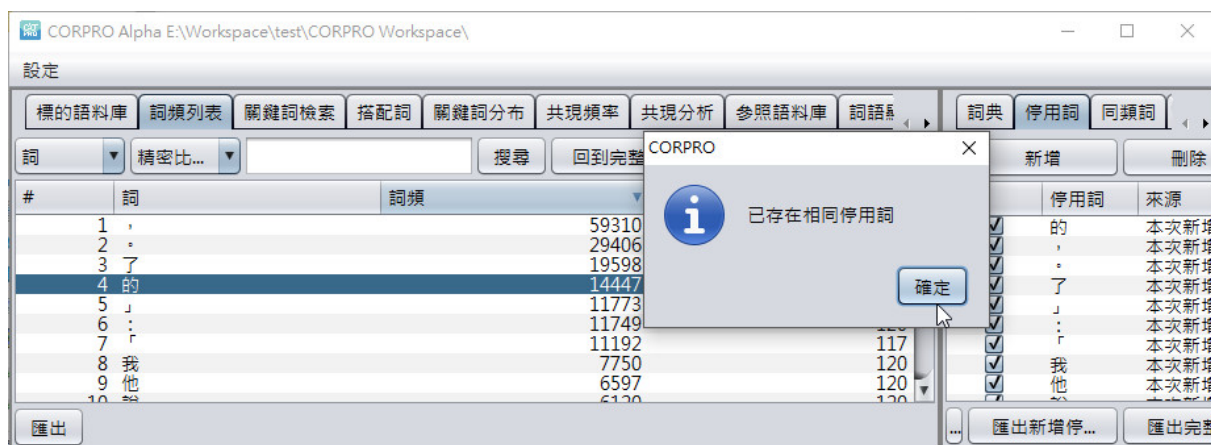 CORPRO Alpha E:\Workspace\test\CORPRO Workspace\
設定
標的語料庫 詞頻列表 關鍵詞檢索 搭配詞 關鍵詞分布 共現頻率 共現分析 參照語料庫 詞語 詞典 停用詞 同類詞
詞 精密比... 搜尋 回到完整 CORPRO 新增 刪除
# 詞 詞頻 停用詞 來源
已存在相同停用詞
確定
1 , 59310 的 本次新增
2 。 29406 , 本次新增
3 了 19598 。 本次新增
4 的 14447 了 本次新增
5 」 11773 」 本次新增
6 : 11749 : 本次新增
7 「 11192 117 「 本次新增
8 我 7750 120 我 本次新增
9 他 6597 120 他 本次新增
10 說 6120 120
匯出 ... 匯出新增停... 匯出完整